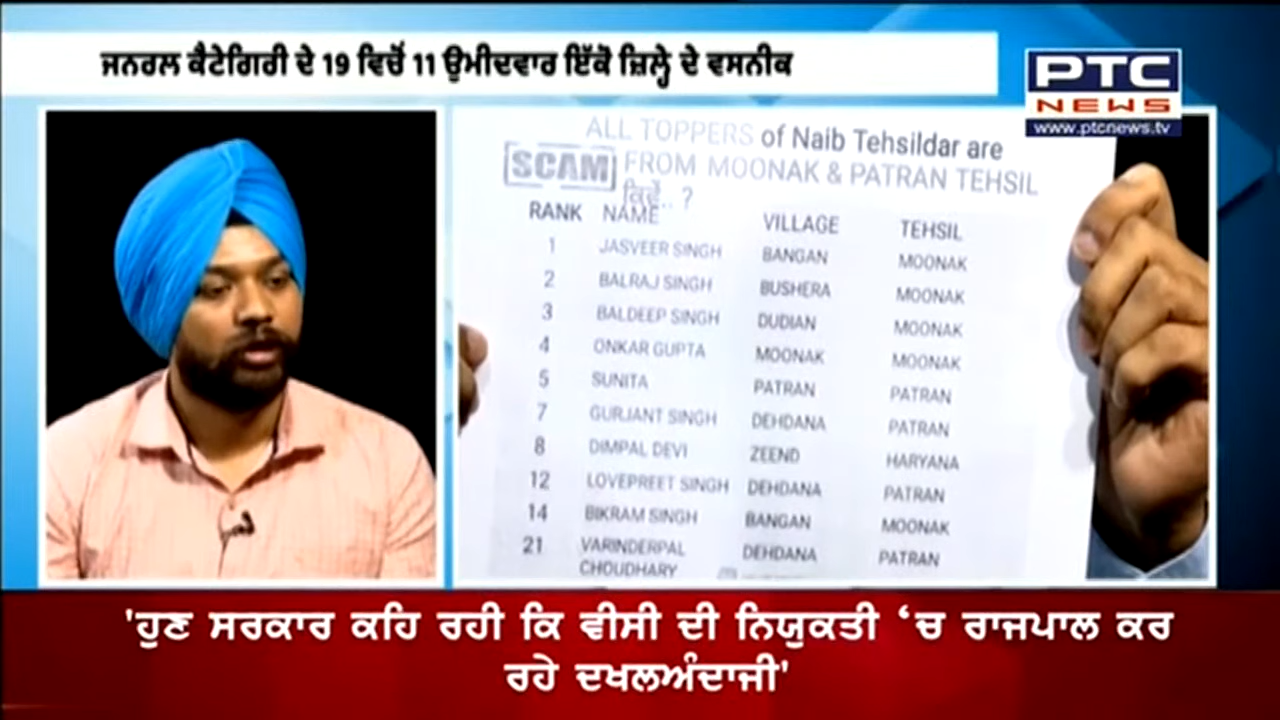 ਜਨਰਲ ਕੈਟੇਗਿਰੀ ਦੇ 19 ਵਿਚੋਂ 11 ਉਮੀਦਵਾਰ ਇੱਕੋ ਜ਼ਿਲ੍ਹੇ ਦੇ ਵਸਨੀਕ
PTC
NEWS
www.ptcnews.tv
ALL TOPPERS of Naib Tehsildar are
SCAM FROM MOONAK & PATRAN TEHSIL
ਕਿਵੇਂ.. ?
RANK NAME VILLAGE TEHSIL
1 JASVEER SINGH BANGAN MOONAK
2 BALRAJ SINGH BUSHERA MOONAK
3 BALDEEP SINGH DUDIAN MOONAK
4 ONKAR GUPTA MOONAK MOONAK
5 SUNITA PATRAN PATRAN
7 GURJANT SINGH DEHDANA PATRAN
8 DIMPAL DEVI ZEEND HARYANA
12 LOVEPREET SINGH DEHDANA PATRAN
14 BIKRAM SINGH BANGAN MOONAK
21 VARINDERPAL DEHDANA PATRAN
CHOUDHARY
'ਹੁਣ ਸਰਕਾਰ ਕਹਿ ਰਹੀ ਕਿ ਵੀਸੀ ਦੀ ਨਿਯੁਕਤੀ ‘ਚ ਰਾਜਪਾਲ ਕਰ
ਰਹੇ ਦਖਲਅੰਦਾਜੀ'